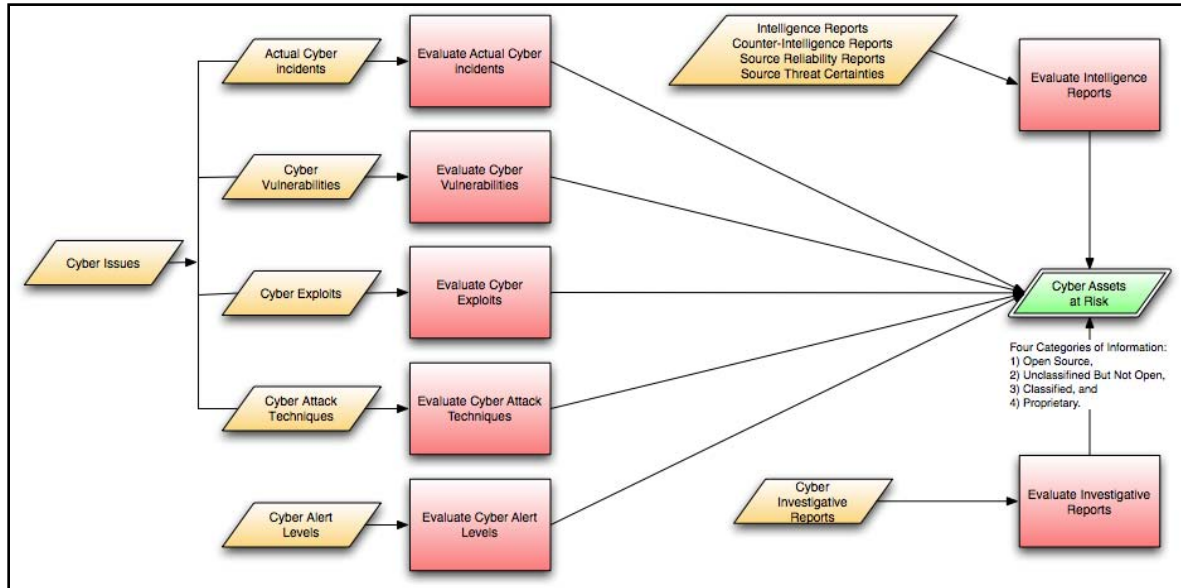 Actual Cyber
incidents
Evaluate Actual Cyber
incidents
Intelligence Reports
Counter-Intelligence Reports
Source Reliability Reports
Source Threat Certainties
Evaluate Intelligence
Reports
Cyber
Vulnerabilities
Evaluate Cyber
Vulnerabilities
Cyber Issues
Cyber Exploits
Evaluate Cyber
Exploits
Cyber Assets
at Risk
Four Categories of Information:
1) Open Source,
2) Unclassifined But Not Open,
3) Classified, and
4) Proprietary.
Cyber Attack
Techniques
Evaluate Cyber Attack
Techniques
Cyber
Investigative
Reports
Evaluate Investigative
Reports
Cyber Alert
Levels
Evaluate Cyber Alert
Levels